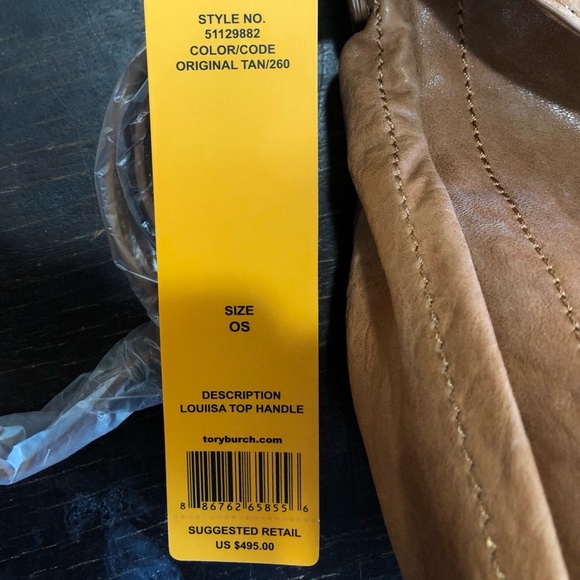 STYLE NO.
51129882
COLOR/CODE
ORIGINAL TAN/260
SIZE
OS
DESCRIPTION
LOUIISA TOP HANDLE
toryburch.com
8 86762 65855 6
SUGGESTED RETAIL
US $495.00